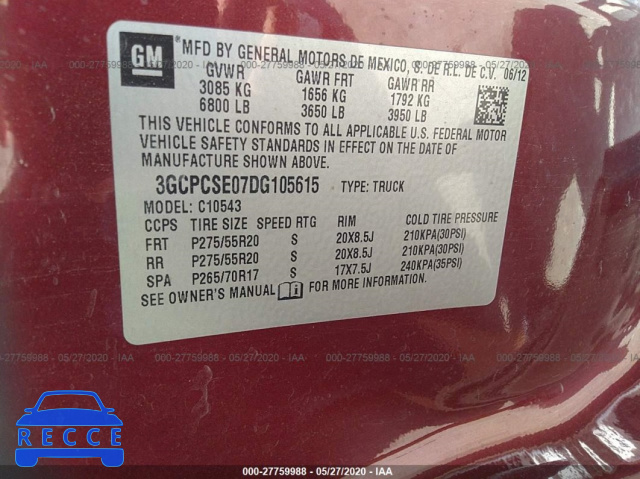 GM
MFD BY GENERAL MOTORS DE MEXICO, S. DE R.L. DE C.V. 06/12
GVWR GAWR FRT GAWR RR
3085 KG 1656 KG 1792 KG
6800 LB 3650 LB 3950 LB
THIS VEHICLE CONFORMS TO ALL APPLICABLE U.S. FEDERAL MOTOR
VEHICLE SAFETY STANDARDS IN EFFECT ON THE DATE OF
MANUFACTURE SHOWN ABOVE.
3GCPCSE07DG105615 TYPE: TRUCK
MODEL: C10543
CCPS TIRE SIZE SPEED RTG RIM COLD TIRE PRESSURE
FRT P275/55R20 S 20X8.5J 210KPA(30PSI)
RR P275/55R20 S 20X8.5J 210KPA(30PSI)
SPA P265/70R17 S 17X7.5J 240KPA(35PSI)
SEE OWNER'S MANUAL FOR MORE INFORMATION.
000-27759988 - 05/27/2020 - IAA
RECCE
000-27759988 - 05/27/2020 - IAA